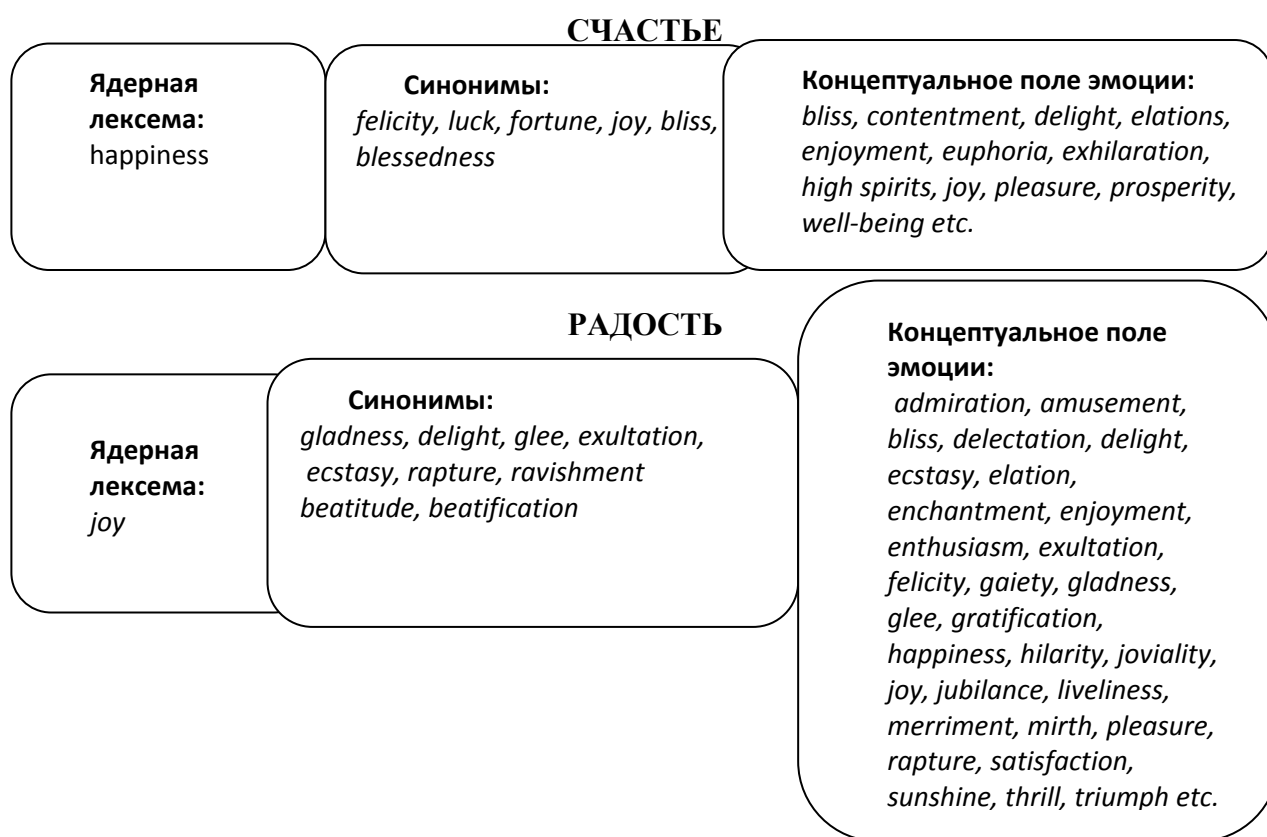 СЧАСТЬЕ
Ядерная
лексема:
happiness
Синонимы:
felicity, luck, fortune, joy, bliss,
blessedness
Концептуальное поле эмоции:
bliss, contentment, delight, elations,
enjoyment, euphoria, exhilaration,
high spirits, joy, pleasure, prosperity,
well-being etc.
РАДОСТЬ
Ядерная
лексема:
joy
Синонимы:
gladness, delight, glee, exultation,
ecstasy, rapture, ravishment
beatitude, beatification
Концептуальное поле
эмоции:
admiration, amusement,
bliss, delectation, delight,
ecstasy, elation,
enchantment, enjoyment,
enthusiasm, exultation,
felicity, gaiety, gladness,
glee, gratification,
happiness, hilarity, joviality,
joy, jubilance, liveliness,
merriment, mirth, pleasure,
rapture, satisfaction,
sunshine, thrill, triumph etc.